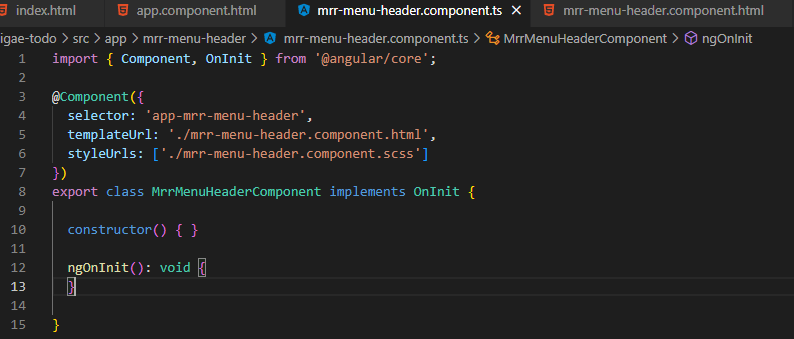 index.html app.component.html mrr-menu-header.component.ts mrr-menu-header.component.html
igae-todo > src > app > mrr-menu-header > mrr-menu-header.component.ts > MrrMenuHeaderComponent > ngOnInit
1 import { Component, OnInit } from '@angular/core';
2
3 @Component({
4   selector: 'app-mrr-menu-header',
5   templateUrl: './mrr-menu-header.component.html',
6   styleUrls: ['./mrr-menu-header.component.scss']
7 })
8 export class MrrMenuHeaderComponent implements OnInit {
9
10   constructor() { }
11
12   ngOnInit(): void {
13   }
14
15 }